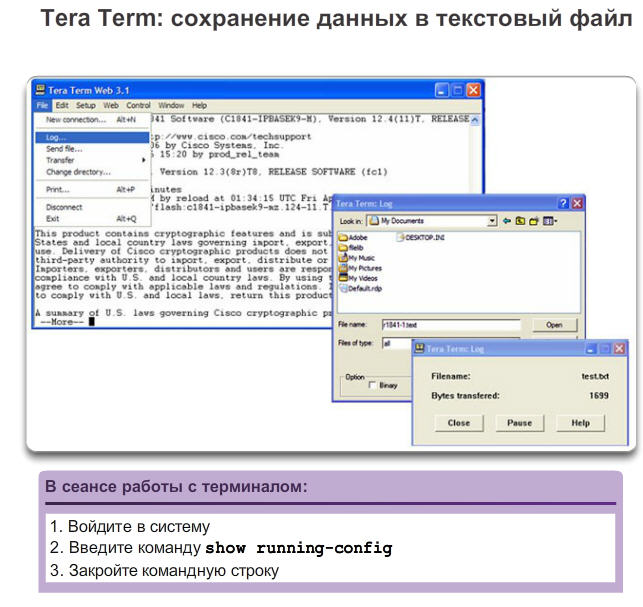 Tera Term: сохранение данных в текстовый файл
Tera Term Web 3.1
File Edit Setup Web Control Window Help
New connection... Alt+N
Log...
Send file...
Transfer
Change directory...
Print... Alt+P
Disconnect
Exit Alt+Q
941 Software (C1841-IPBASEK9-M), Version 12.4(11)T, RELEASE
tp://www.cisco.com/techsupport
06 by Cisco Systems, Inc.
6 15:20 by prod_rel_team
, Version 12.3(8r)T8, RELEASE SOFTWARE (fc1)
inutes
M by reload at 01:34:15 UTC Fri Ap
"flash:c1841-ipbasek9-mz.124-11.T
This product contains cryptographic features and is sub
States and local country laws governing import, export,
use. Delivery of Cisco cryptographic products does not
third-party authority to import, export, distribute or
Importers, exporters, distributors and users are respon
compliance with U.S. and local country laws. By using t
agree to comply with applicable laws and regulations. I
to comply with U.S. and local laws, return this product
A summary of U.S. laws governing Cisco cryptographic pr
--More--
Tera Term: Log
Look in: My Documents
Adobe
filelib
My Music
My Pictures
My Videos
Default.rdp
DESKTOP.INI
File name: r1841-1.text Open
Files of type: all
Option
Binary
Tera Term: Log
Filename: test.txt
Bytes transfered: 1699
Close Pause Help
В сеансе работы с терминалом:
1. Войдите в систему
2. Введите команду show running-config
3. Закройте командную строку